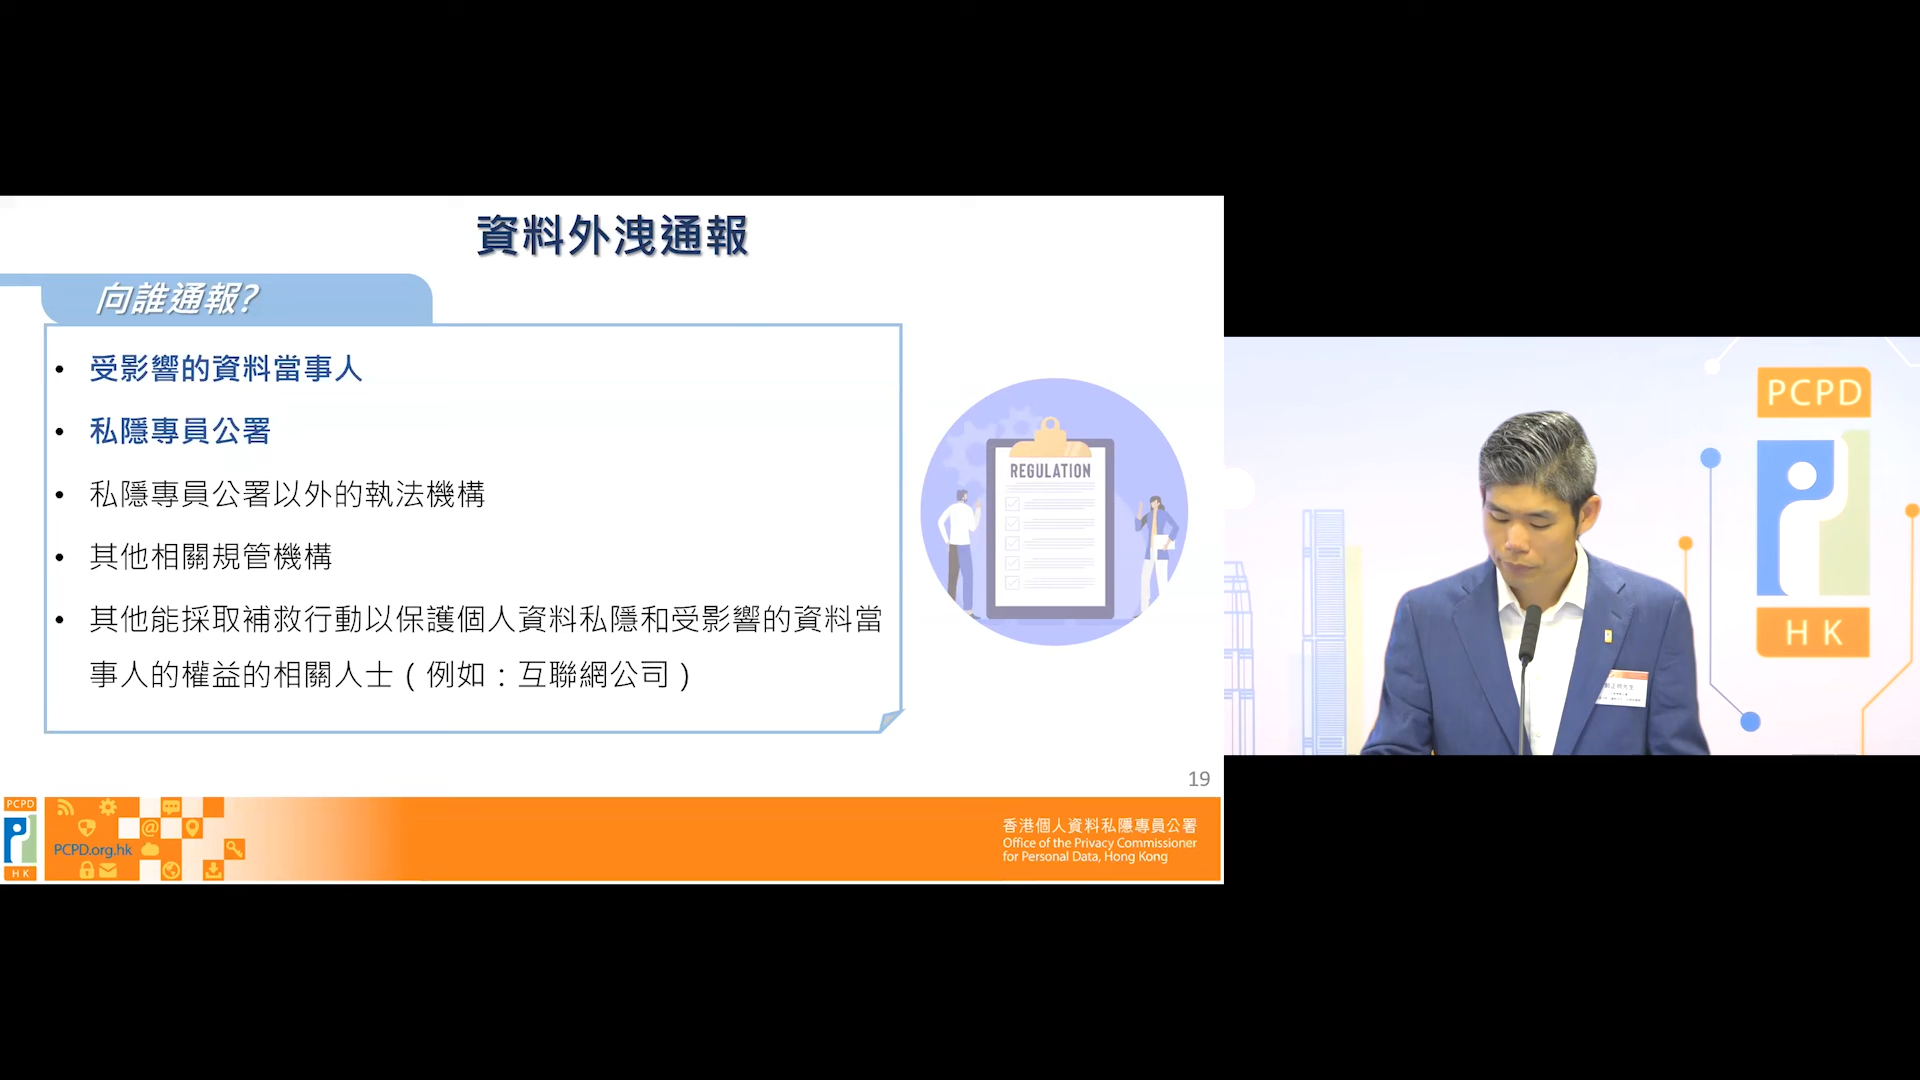 資料外洩通報
向誰通報?
• 受影響的資料當事人
• 私隱專員公署
• 私隱專員公署以外的執法機構
• 其他相關規管機構
• 其他能採取補救行動以保護個人資料私隱和受影響的資料當
事人的權益的相關人士(例如:互聯網公司)
REGULATION
19
PCPD
HK
PCPD.org.hk
香港個人資料私隱專員公署
Office of the Privacy Commissioner
for Personal Data, Hong Kong
PCPD
HK